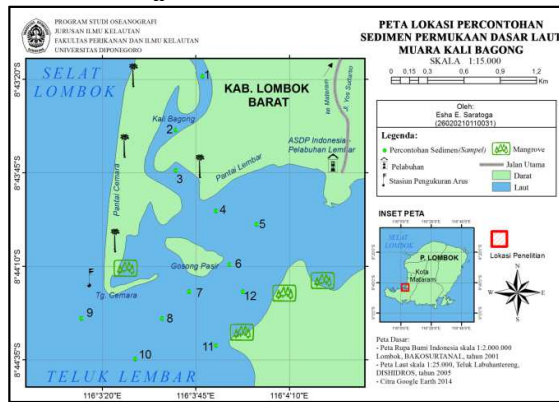 PROGRAM STUDI OSEANOGRAFI
JURUSAN ILMU KELAUTAN
FAKULTAS PERIKANAN DAN ILMU KELAUTAN
UNIVERSITAS DIPONEGORO
PETA LOKASI PERCONTOHAN
SEDIMEN PERMUKAAN DASAR LAUT
MUARA KALI BAGONG
SKALA 1:15.000
0 0.15 0.3 0.6 0.9 1.2
Km
Oleh:
Esha E. Saratoga
(26020210110031)
Legenda:
Percontohan Sedimen(Sampel)
Mangrove
Pelabuhan
Jalan Utama
Stasiun Pengukuran Arus
Darat
Laut
INSET PETA
SELAT
LOMBOK
P. LOMBOK
Kota
Mataram
Lokasi Penelitian
N
W E
S
Peta Dasar:
- Peta Rupa Bumi Indonesia skala 1:2.000.000
Lombok, BAKOSURTANAL, tahun 2001
- Peta Laut skala 1:25.000, Teluk Labuhantereng,
DISHIDROS, tahun 2005
- Citra Google Earth 2014
SELAT
LOMBOK
KAB. LOMBOK
BARAT
ke Mataram
Jl. Yos Sudarso
Kali Bagong
ASDP Indonesia -
Pelabuhan Lembar
Pantai Lembar
Pantai Cemara
Gosong Pasir
Tg. Cemara
TELUK LEMBAR
1
2
3
4
5
6
7
12
8
9
10
11
8°43'20"
8°43'45"
8°44'10"
8°44'35"
116°3'20"E
116°3'45"E
116°4'10"E